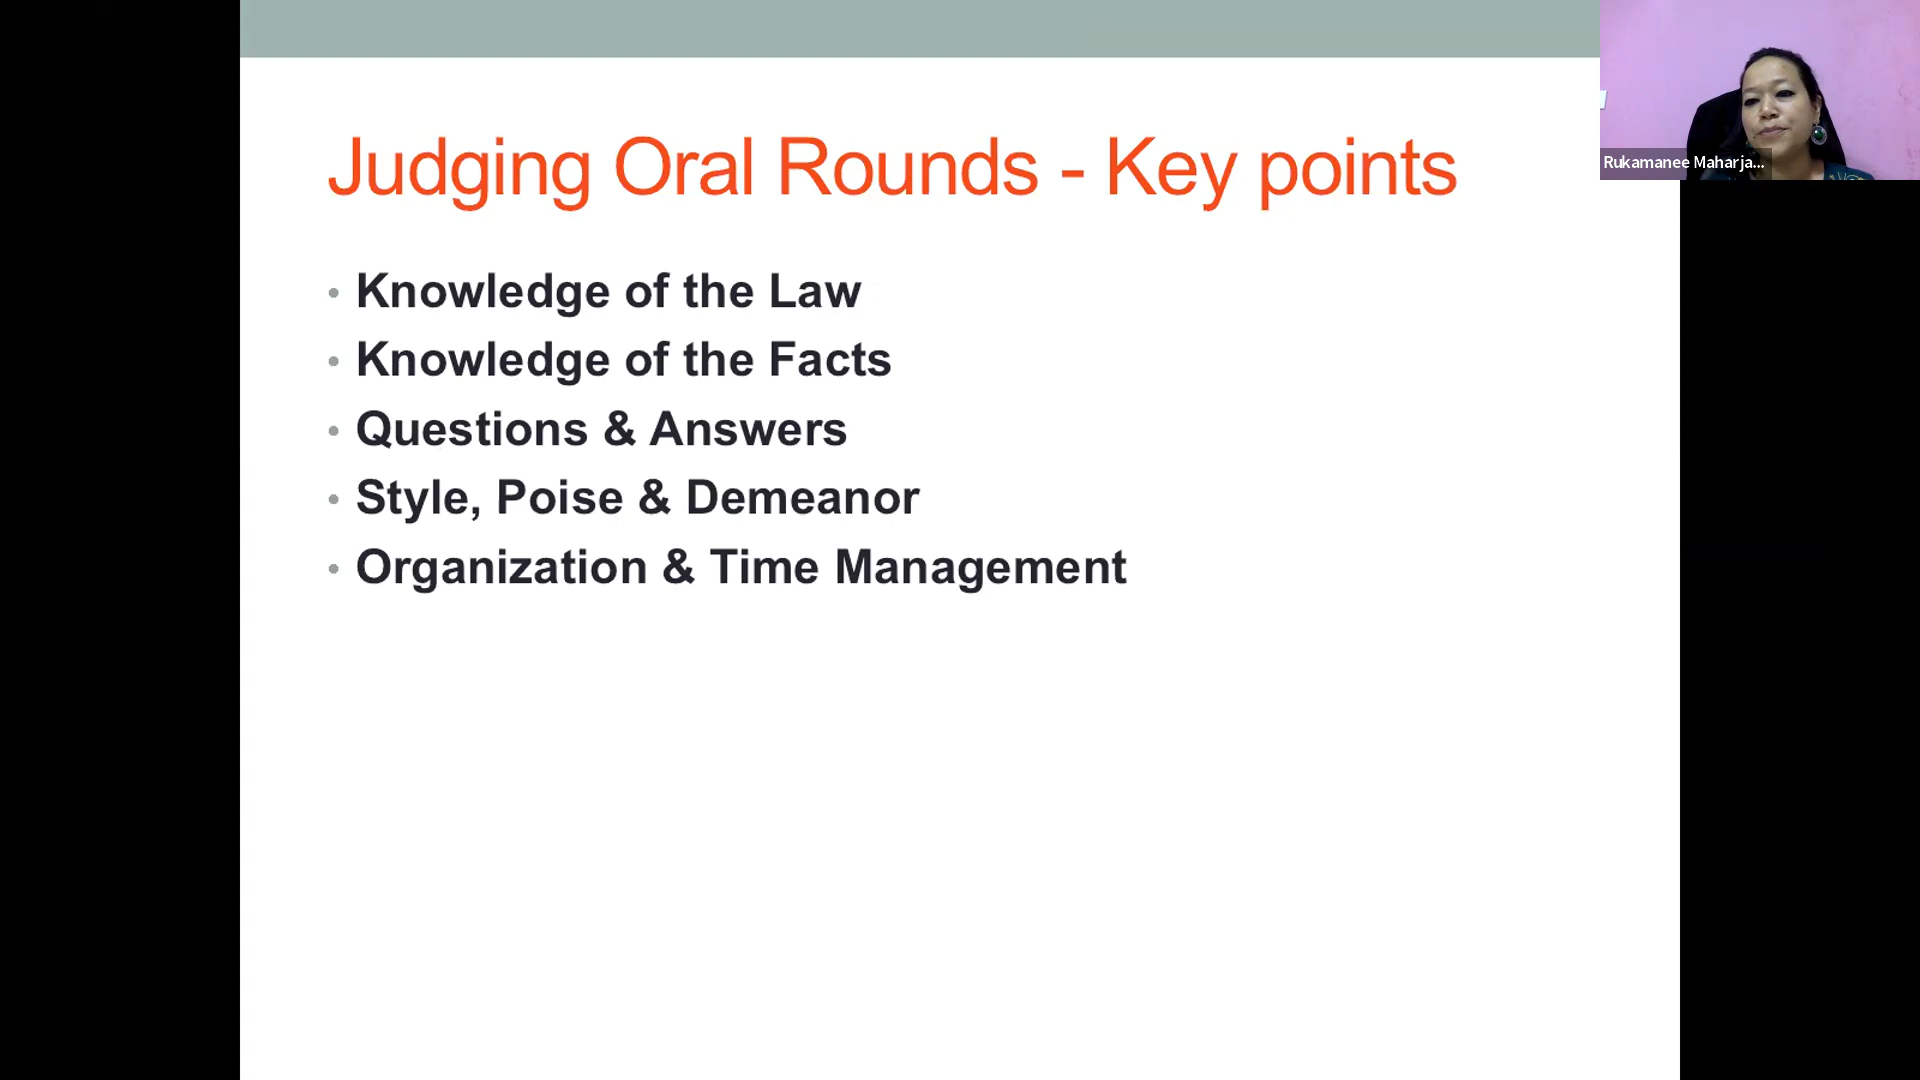 Judging Oral Rounds - Key points
• Knowledge of the Law
• Knowledge of the Facts
• Questions & Answers
• Style, Poise & Demeanor
• Organization & Time Management
Rukamanee Maharja...